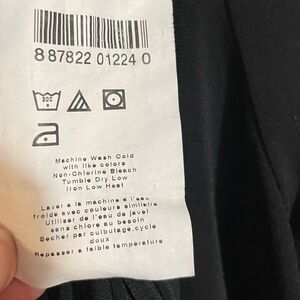 8 87822 01224 0
30C
Machine Wash Cold
with like colors
Non-Chlorine Bleach
Tumble Dry Low
Iron Low Heat
Laver a la machine a l'eau
froide avec couleurs similaire
Utiliser de l'eau de javel
sans chlore au besoin
Secher par culbutage.cycle
doux
Repasser a faible temperature